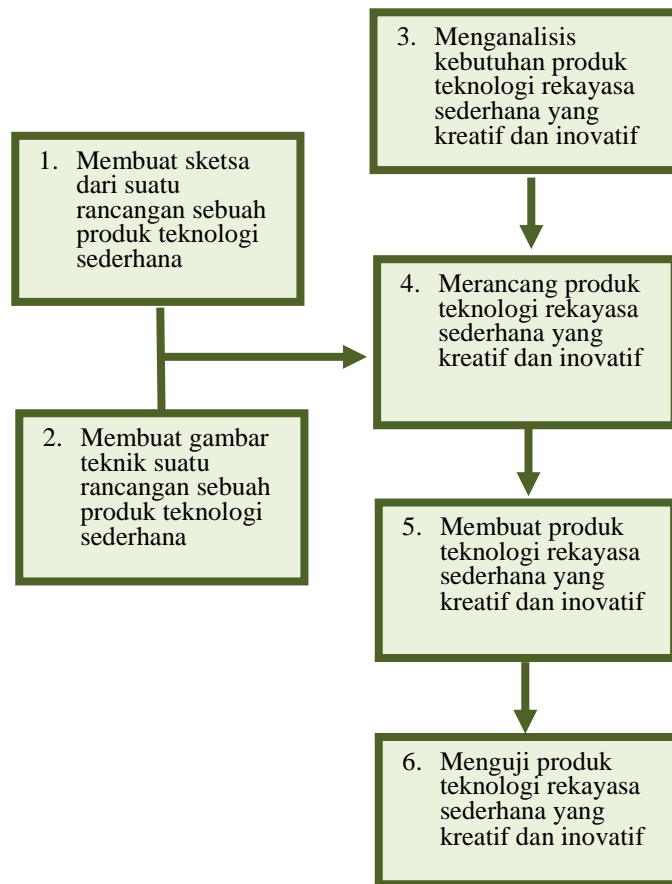 3. Menganalisis
kebutuhan produk
teknologi rekayasa
sederhana yang
kreatif dan inovatif
1. Membuat sketsa
dari suatu
rancangan sebuah
produk teknologi
sederhana
4. Merancang produk
teknologi rekayasa
sederhana yang
kreatif dan inovatif
2. Membuat gambar
teknik suatu
rancangan sebuah
produk teknologi
sederhana
5. Membuat produk
teknologi rekayasa
sederhana yang
kreatif dan inovatif
6. Menguji produk
teknologi rekayasa
sederhana yang
kreatif dan inovatif